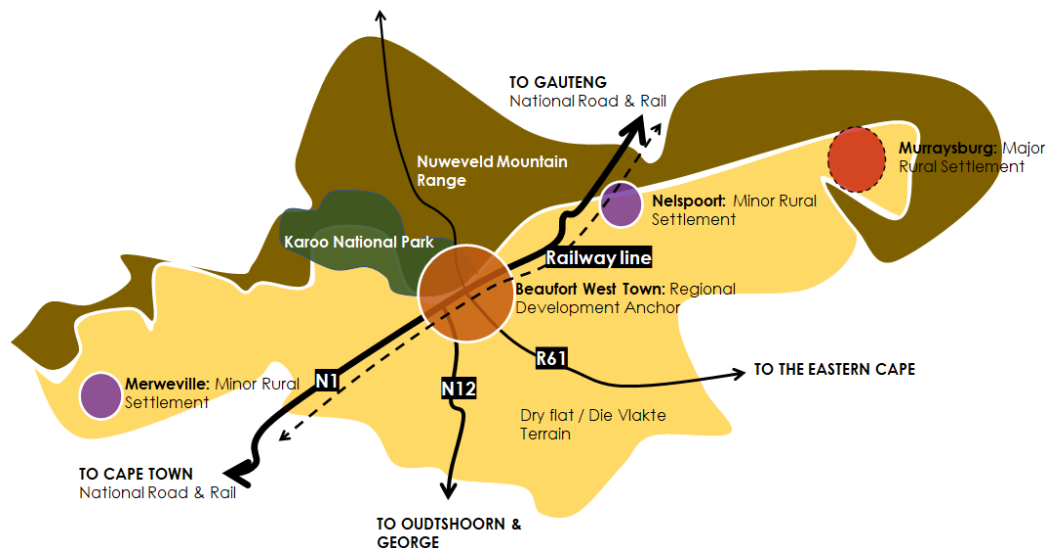 TO GAUTENG
National Road & Rail
Nuweveld Mountain
Range
Murraysburg: Major
Rural Settlement
Nelspoort: Minor Rural
Settlement
Karoo National Park
Railway line
Beaufort West Town: Regional
Development Anchor
R61
TO THE EASTERN CAPE
N1
N12
Merweville: Minor Rural
Settlement
Dry flat / Die Vlakte
Terrain
TO CAPE TOWN
National Road & Rail
TO OUDTSHOORN &
GEORGE